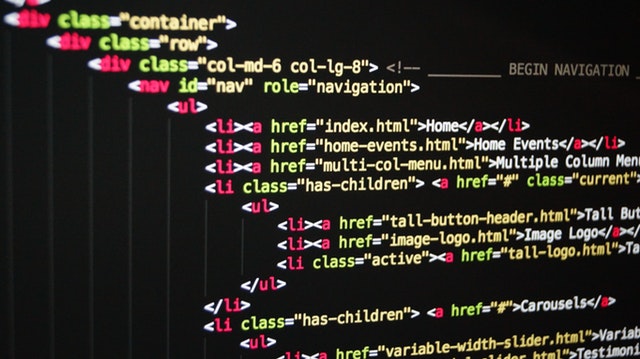 <div class="container">
<div class="row">
<div class="col-md-6 col-lg-8"> <!-- __________ BEGIN NAVIGATION
<nav id="nav" role="navigation">
<ul>
<li><a href="index.html">Home</a></li>
<li><a href="home-events.html">Home Events</a></li>
<li><a href="multi-col-menu.html">Multiple Column Men
<li class="has-children"> <a href="#" class="current"
<ul>
<li><a href="tall-button-header.html">Tall But
<li><a href="image-logo.html">Image Logo</a></
<li class="active"><a href="tall-logo.html">Ta
</ul>
</li>
<li class="has-children"> <a href="#">Carousels</a>
<ul>
<li><a href="variable-width-slider.html">Variab
Testimoni